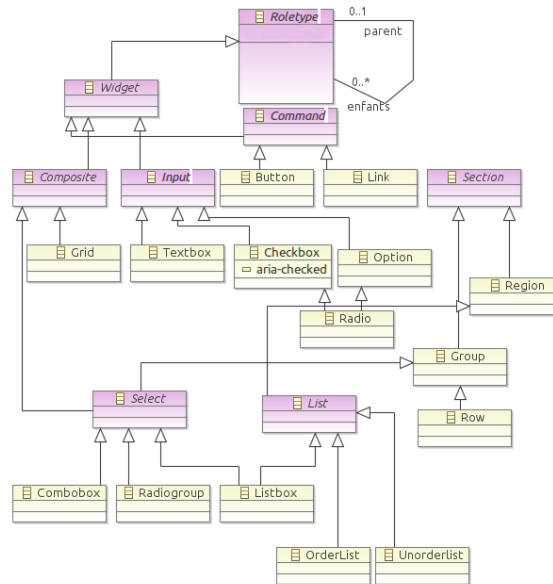 Roletype
0..1
parent
0..*
enfants
Widget
Command
Button
Link
Composite
Input
Section
Grid
Textbox
Checkbox
aria-checked
Option
Region
Radio
Group
Select
List
Row
Combobox
Radiogroup
Listbox
OrderList
Unorderlist